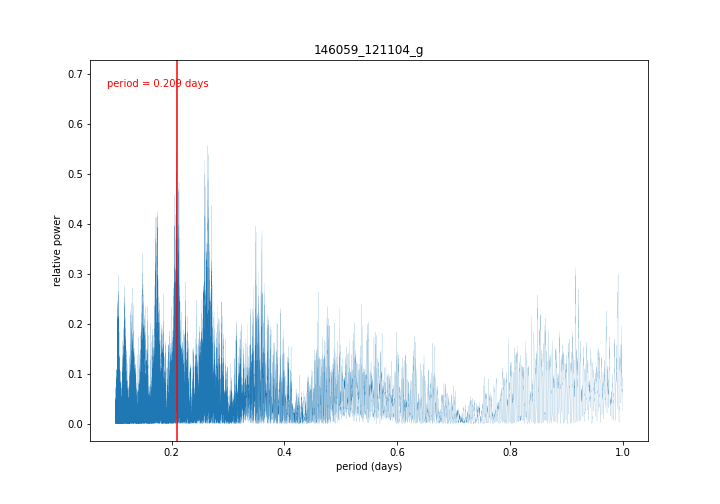 146059_121104_g
0.7
period = 0.209 days
0.6
0.5
0.4
0.3
0.2
0.1
0.0
relative power
0.2 0.4 0.6 0.8 1.0
period (days)